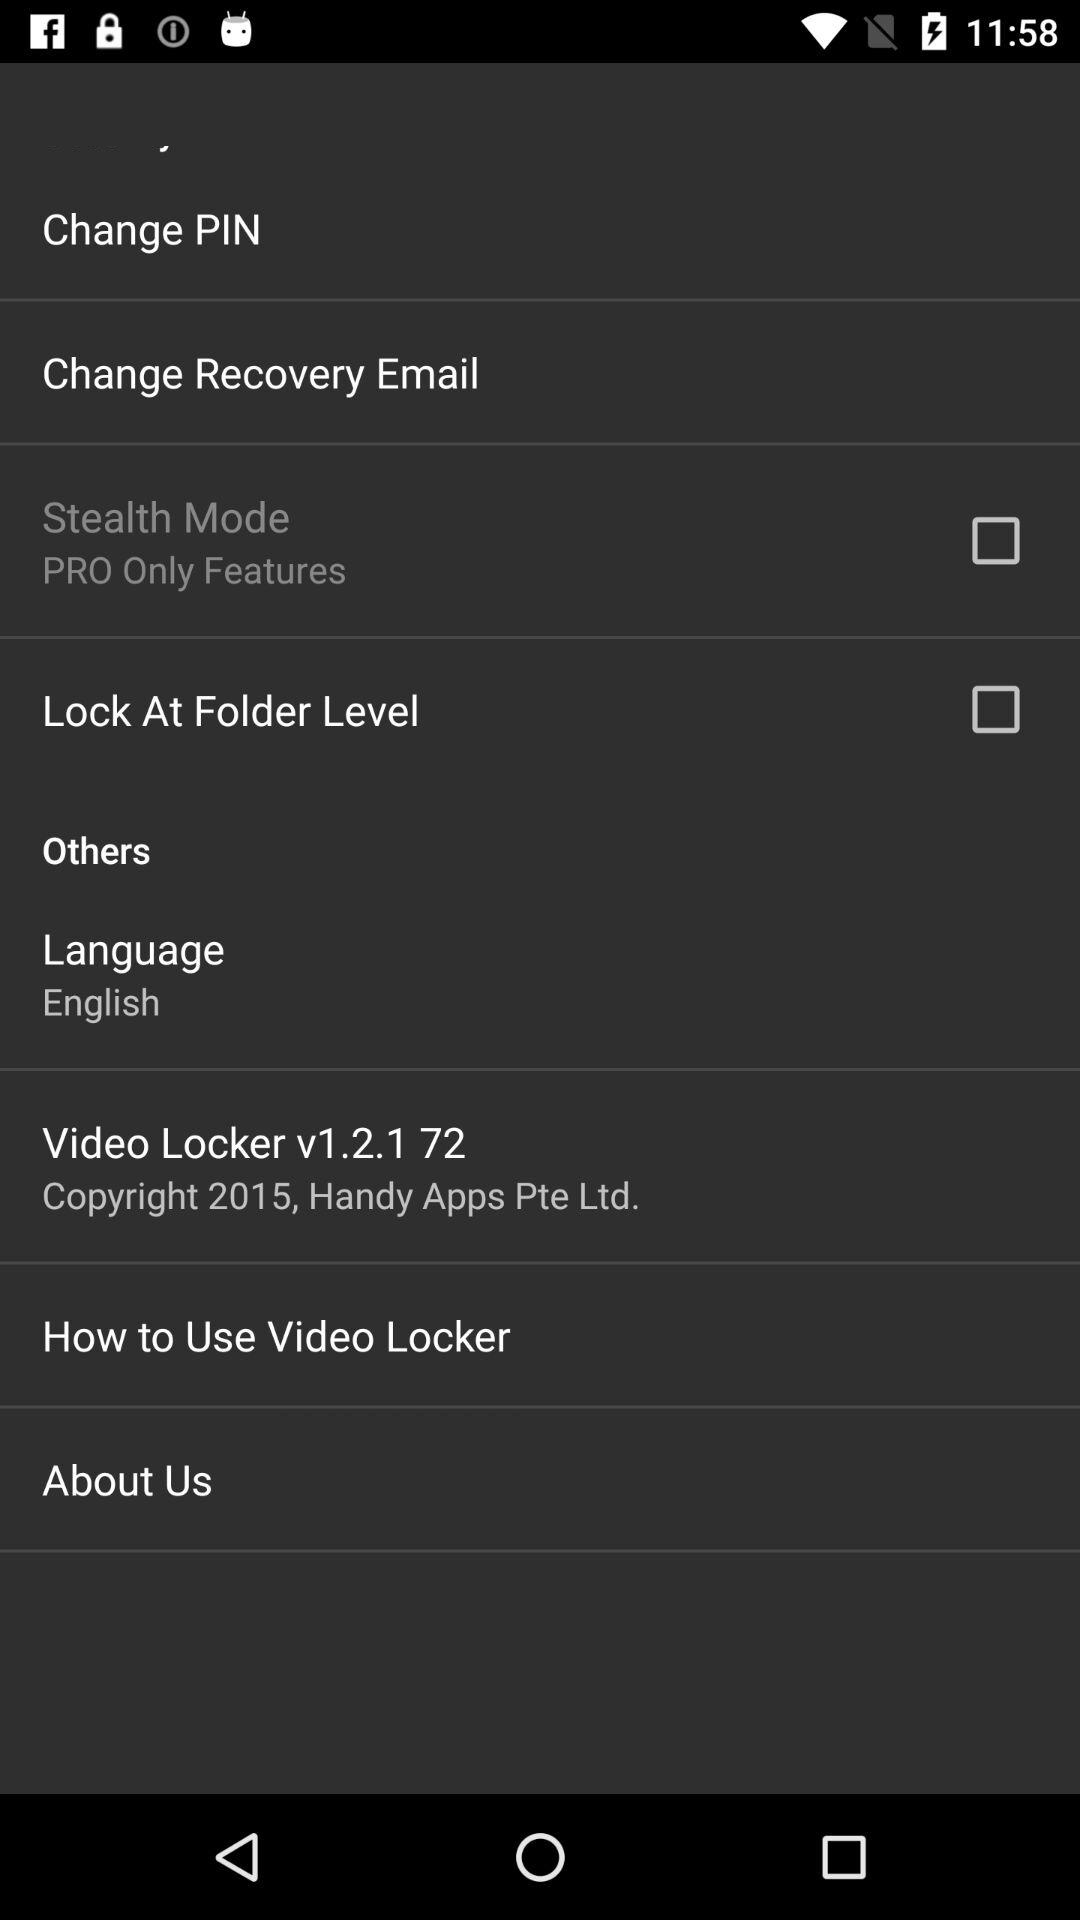 11:58
Change PIN
Change Recovery Email
Stealth Mode
PRO Only Features
Lock At Folder Level
Others
Language
English
Video Locker v1.2.1 72
Copyright 2015, Handy Apps Pte Ltd.
How to Use Video Locker
About Us